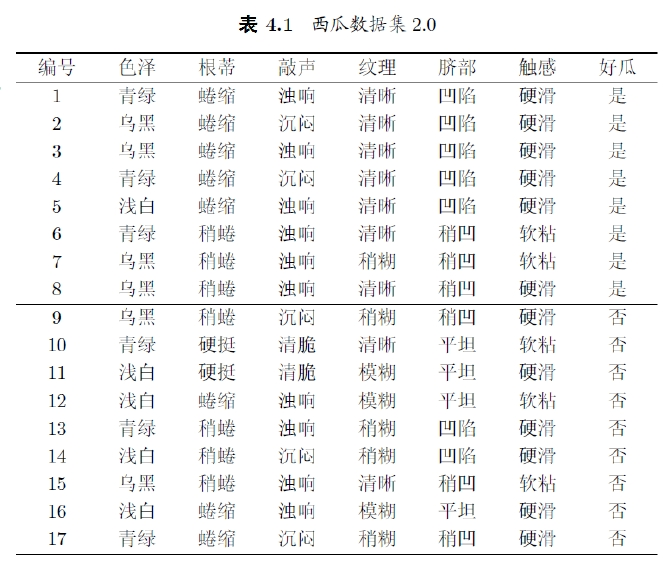 表 4.1 西瓜数据集 2.0
编号 色泽 根蒂 敲声 纹理 脐部 触感 好瓜
1 青绿 蜷缩 浊响 清晰 凹陷 硬滑 是
2 乌黑 蜷缩 沉闷 清晰 凹陷 硬滑 是
3 乌黑 蜷缩 浊响 清晰 凹陷 硬滑 是
4 青绿 蜷缩 沉闷 清晰 凹陷 硬滑 是
5 浅白 蜷缩 浊响 清晰 凹陷 硬滑 是
6 青绿 稍蜷 浊响 清晰 稍凹 软粘 是
7 乌黑 稍蜷 浊响 稍糊 稍凹 软粘 是
8 乌黑 稍蜷 浊响 清晰 稍凹 硬滑 是
9 乌黑 稍蜷 沉闷 稍糊 稍凹 硬滑 否
10 青绿 硬挺 清脆 清晰 平坦 软粘 否
11 浅白 硬挺 清脆 模糊 平坦 硬滑 否
12 浅白 蜷缩 浊响 模糊 平坦 软粘 否
13 青绿 稍蜷 浊响 稍糊 凹陷 硬滑 否
14 浅白 稍蜷 沉闷 稍糊 凹陷 硬滑 否
15 乌黑 稍蜷 浊响 清晰 稍凹 软粘 否
16 浅白 蜷缩 浊响 模糊 平坦 硬滑 否
17 青绿 蜷缩 沉闷 稍糊 稍凹 硬滑 否